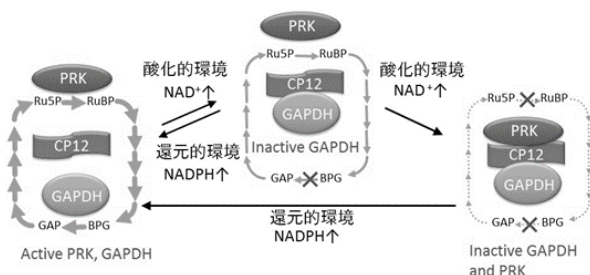 PRK
Ru5P
RuBP
CP12
GAPDH
GAP
BPG
Active PRK, GAPDH
酸化的環境
NAD⁺↑
還元的環境
NADPH↑
PRK
Ru5P
RuBP
CP12
GAPDH
Inactive GAPDH
GAP
BPG
酸化的環境
NAD⁺↑
Ru5P
RuBP
PRK
CP12
GAPDH
GAP
BPG
Inactive GAPDH
and PRK
還元的環境
NADPH↑